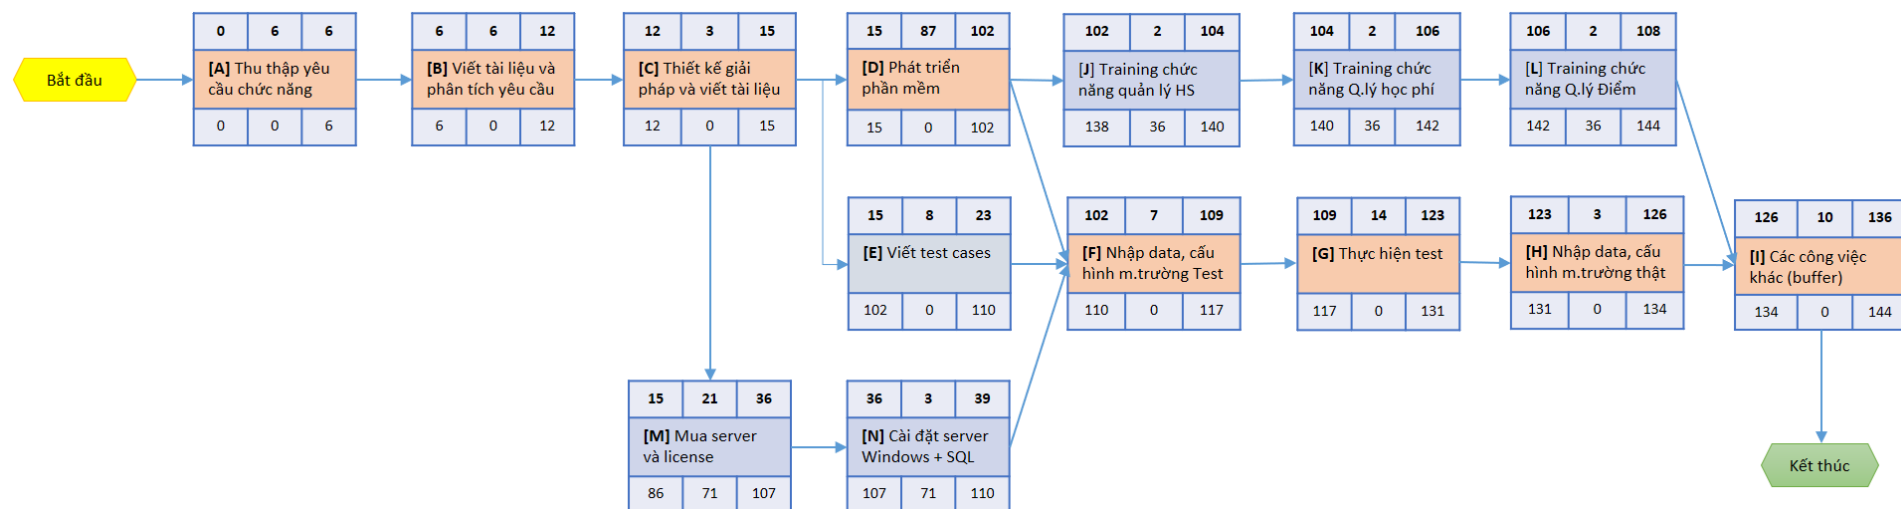 Bắt đầu
0 6 6
[A] Thu thập yêu
cầu chức năng
0 0 6
6 6 12
[B] Viết tài liệu và
phân tích yêu cầu
6 0 12
12 3 15
[C] Thiết kế giải
pháp và viết tài liệu
12 0 15
15 87 102
[D] Phát triển
phần mềm
15 0 102
102 2 104
[J] Training chức
năng quản lý HS
138 36 140
104 2 106
[K] Training chức
năng Q.lý học phí
140 36 142
106 2 108
[L] Training chức
năng Q.lý Điểm
142 36 144
15 8 23
[E] Viết test cases
102 0 110
102 7 109
[F] Nhập data, cấu
hình m.trường Test
110 0 117
109 14 123
[G] Thực hiện test
117 0 131
123 3 126
[H] Nhập data, cấu
hình m.trường thật
131 0 134
126 10 136
[I] Các công việc
khác (buffer)
134 0 144
15 21 36
[M] Mua server
và license
86 71 107
36 3 39
[N] Cài đặt server
Windows + SQL
107 71 110
Kết thúc